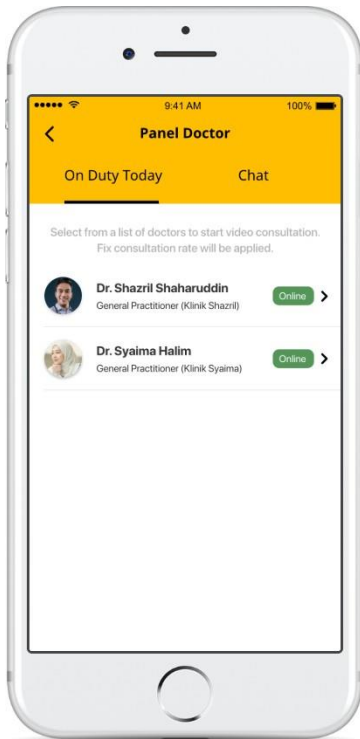 9:41 AM
100%
Panel Doctor
On Duty Today
Chat
Select from a list of doctors to start video consultation.
Fix consultation rate will be applied.
Dr. Shazril Shaharuddin
General Practitioner (Klinik Shazril)
Online
Dr. Syaima Halim
General Practitioner (Klinik Syaima)
Online